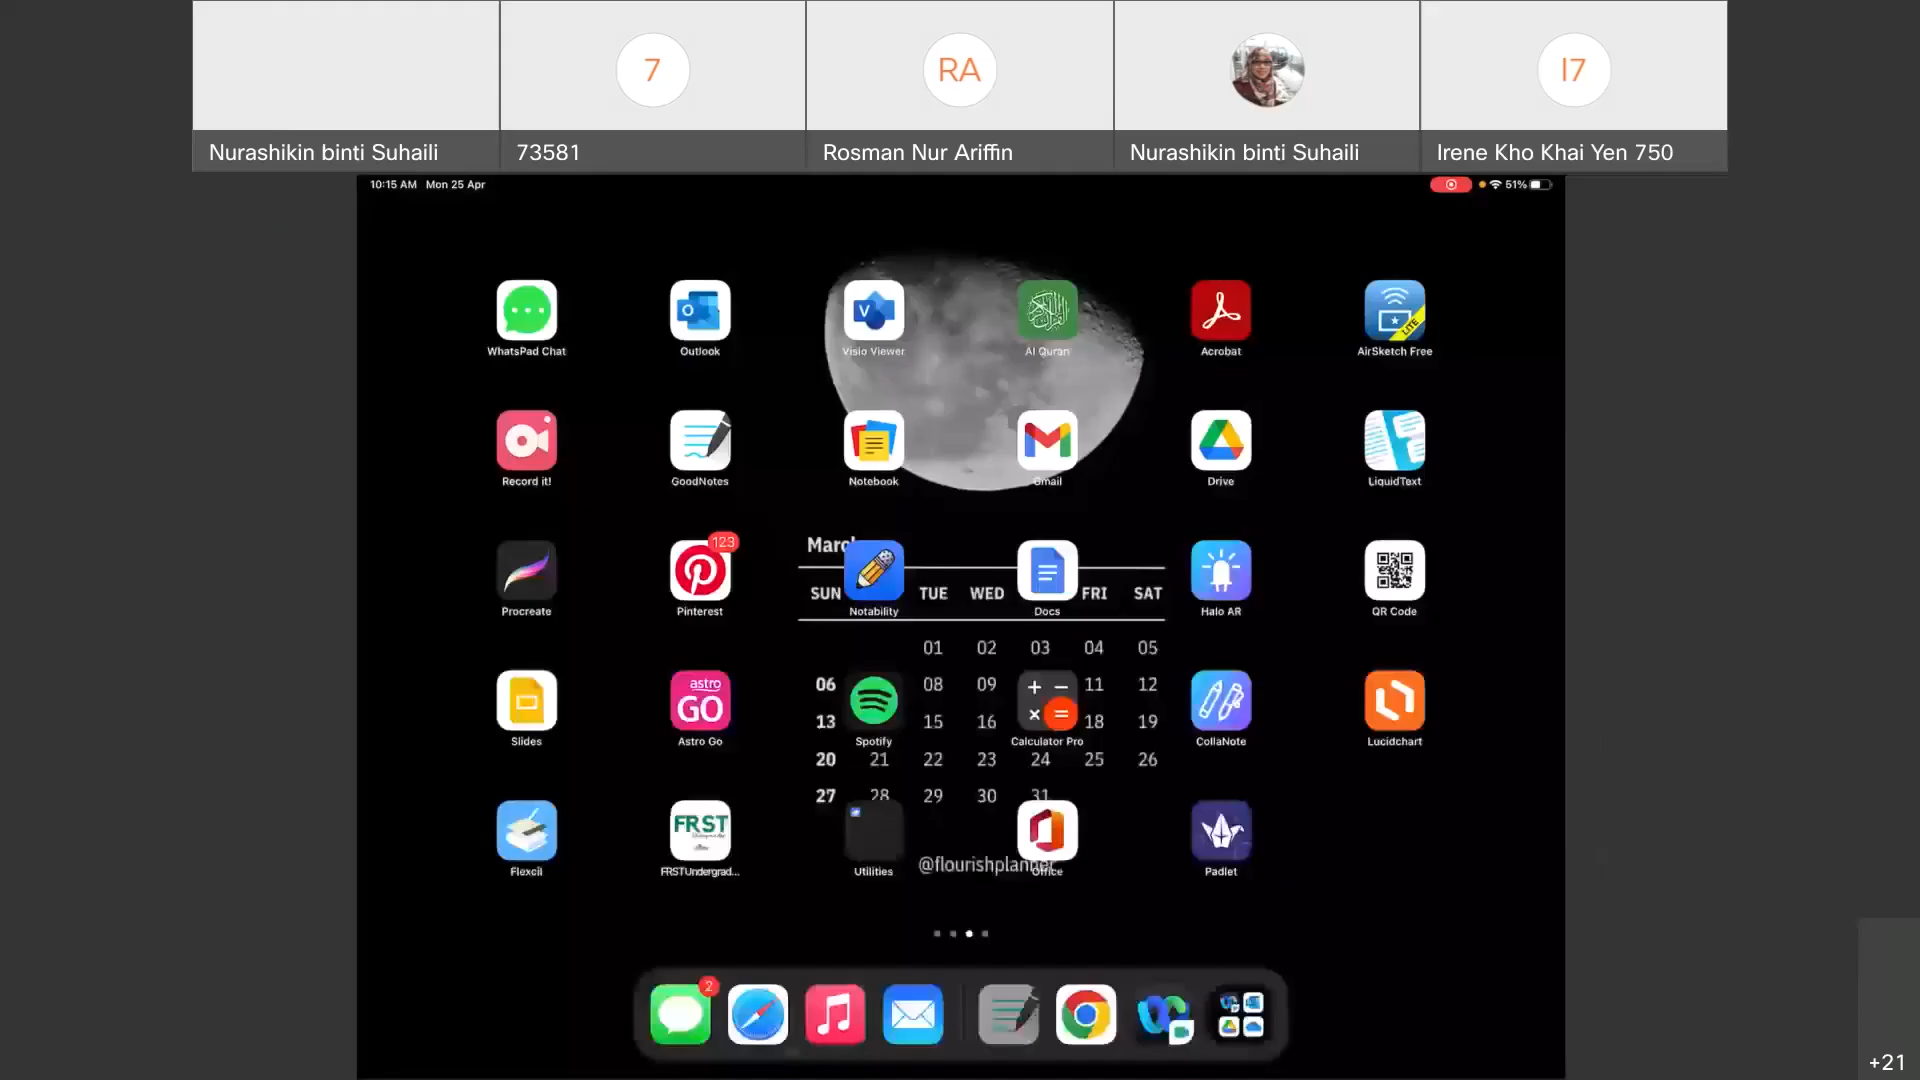 7
RA
I7
Nurashikin binti Suhaili
73581
Rosman Nur Ariffin
Nurashikin binti Suhaili
Irene Kho Khai Yen 750
10:15 AM Mon 25 Apr
51%
WhatsPad Chat
Outlook
Visio Viewer
Al Quran
Acrobat
AirSketch Free
LITE
Record it!
GoodNotes
Notebook
Gmail
Drive
LiquidText
123
Procreate
Pinterest
Notability
Docs
Halo AR
QR Code
SUN TUE WED FRI SAT
01 02 03 04 05
06 08 09 11 12
13 15 16 18 19
20 21 22 23 24 25 26
27 28 29 30 31
astro
GO
Slides
Astro Go
Spotify
Calculator Pro
CollaNote
Lucidchart
FRST
Flexcil
FRSTUndergrad...
Utilities
Office
Padlet
2
+21